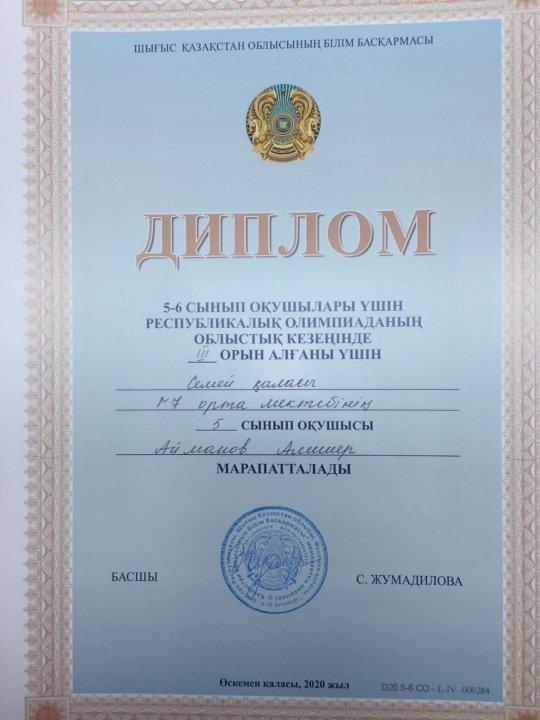 ШЫҒЫС ҚАЗАҚСТАН ОБЛЫСЫНЫҢ БІЛІМ БАСҚАРМАСЫ
ДИПЛОМ
5-6 СЫНЫП ОҚУШЫЛАРЫ ҮШІН
РЕСПУБЛИКАЛЫҚ ОЛИМПИАДАНЫҢ
ОБЛЫСТЫҚ КЕЗЕҢІНДЕ
III ОРЫН АЛҒАНЫ ҮШІН
Семей қаласы
№7 орта мектебінің
5 СЫНЫП ОҚУШЫСЫ
Алишер
МАРАПАТТАЛАДЫ
БАСШЫ
С. ЖУМАДИЛОВА
Өскемен қаласы, 2020 жыл
D20 5-6 СО - L-IV -000284